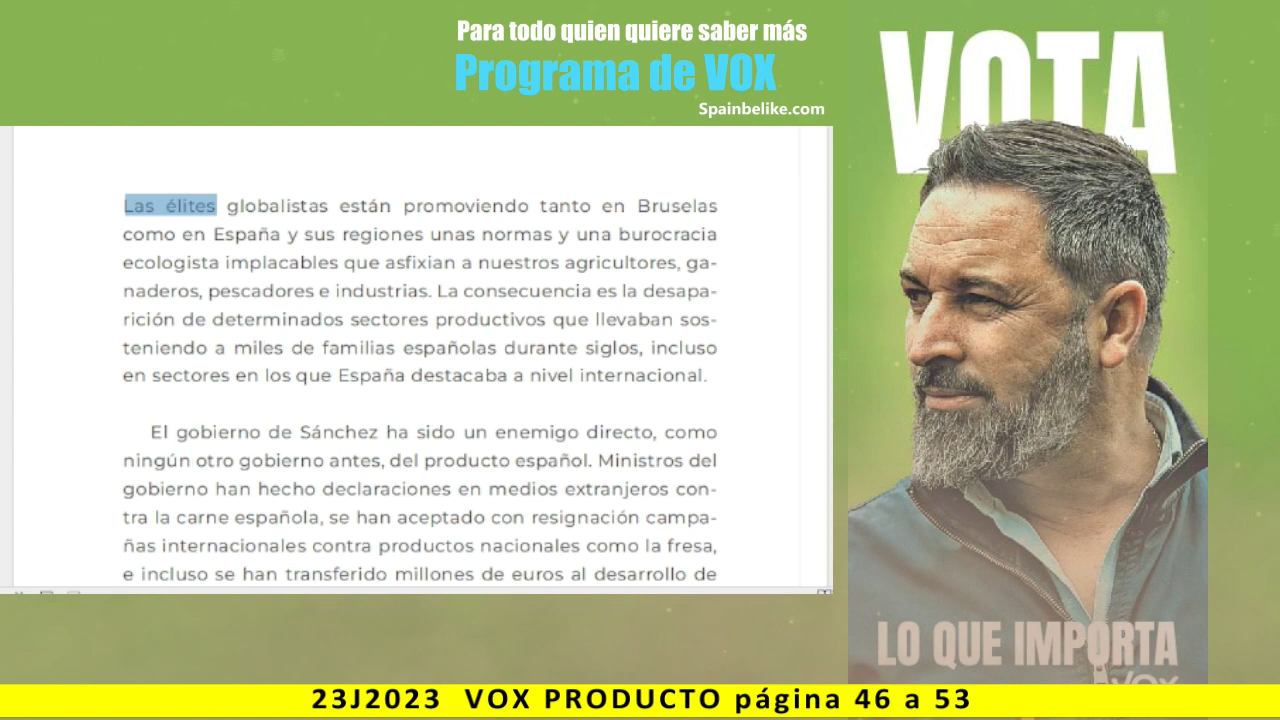 Para todo quien quiere saber más
Programa de VOX
Spainbelike.com
Las élites globalistas están promoviendo tanto en Bruselas
como en España y sus regiones unas normas y una burocracia
ecologista implacables que asfixian a nuestros agricultores, ga-
naderos, pescadores e industrias. La consecuencia es la desapa-
rición de determinados sectores productivos que llevaban sos-
teniendo a miles de familias españolas durante siglos, incluso
en sectores en los que España destacaba a nivel internacional.
El gobierno de Sánchez ha sido un enemigo directo, como
ningún otro gobierno antes, del producto español. Ministros del
gobierno han hecho declaraciones en medios extranjeros con-
tra la carne española, se han aceptado con resignación campa-
ñas internacionales contra productos nacionales como la fresa,
e incluso se han transferido millones de euros al desarrollo de
VOTA
LO QUE IMPORTA
VOX
23J2023 VOX PRODUCTO página 46 a 53